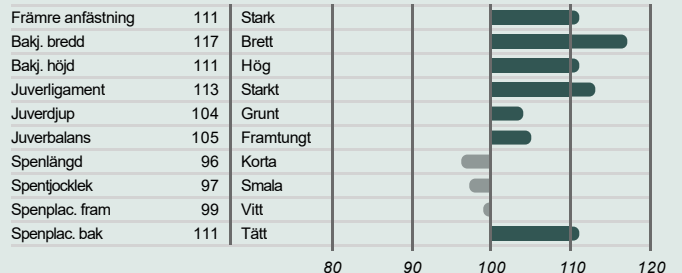 Främre anfästning 111 Stark
Bakj. bredd 117 Brett
Bakj. höjd 111 Hög
Juverligament 113 Starkt
Juverdjup 104 Grunt
Juverbalans 105 Framtungt
Spenlängd 96 Korta
Spentjocklek 97 Smala
Spenplac. fram 99 Vitt
Spenplac. bak 111 Tätt
80 90 100 110 120